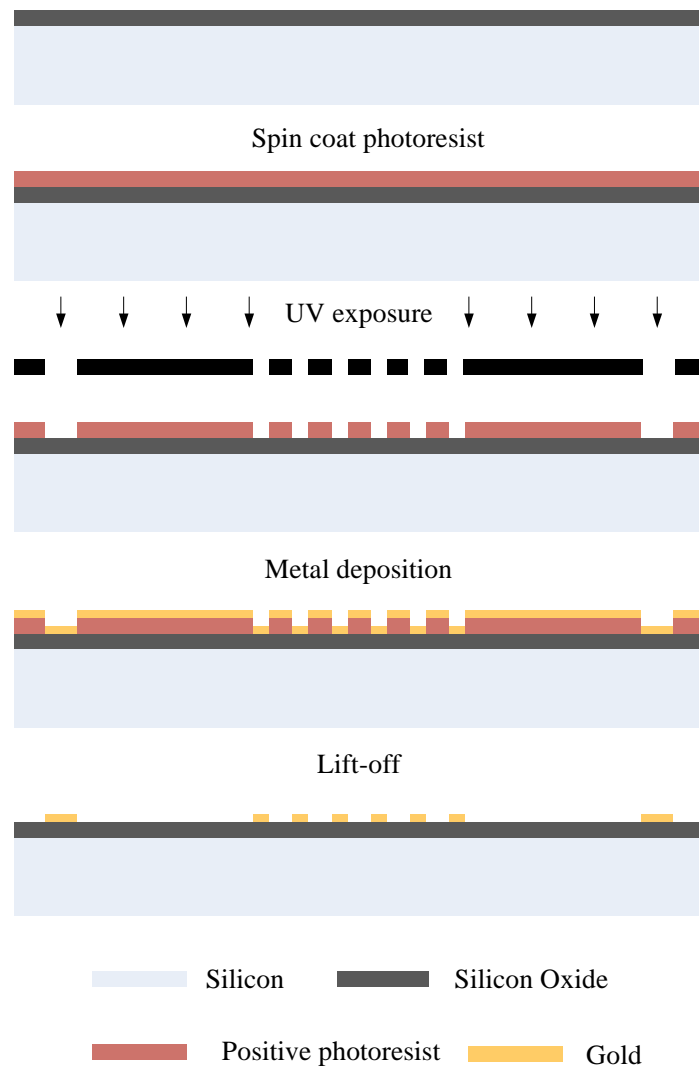 Spin coat photoresist
UV exposure
Metal deposition
Lift-off
Silicon
Silicon Oxide
Positive photoresist
Gold